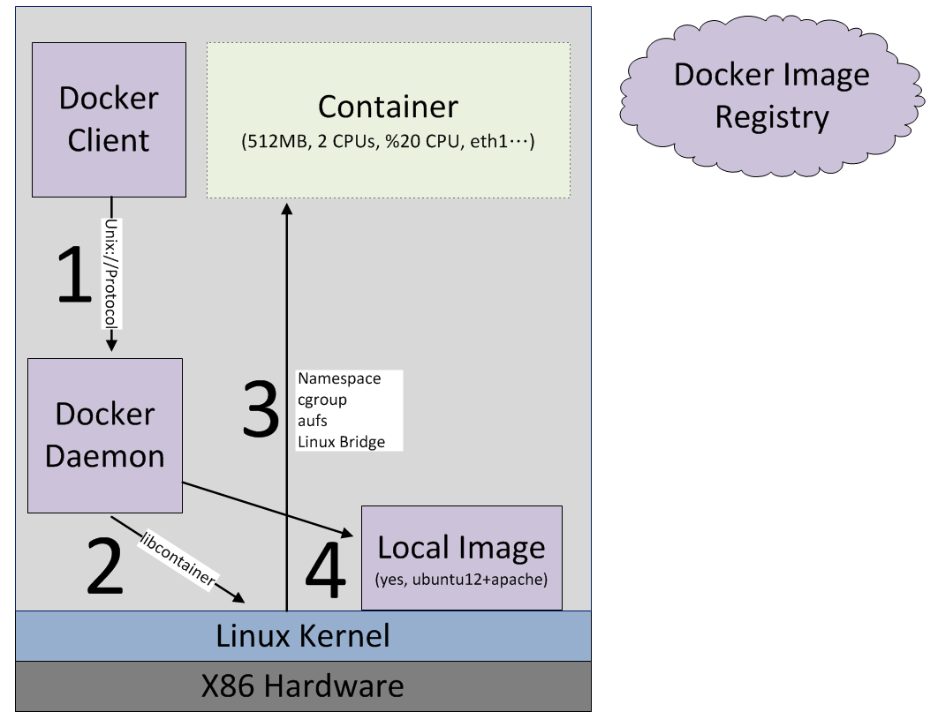 Docker
Client
Container
(512MB, 2 CPUs, %20 CPU, eth1⋯)
Docker Image
Registry
1
Unix://Protocol
Docker
Daemon
3
Namespace
cgroup
aufs
Linux Bridge
2
libcontainer
4
Local Image
(yes, ubuntu12+apache)
Linux Kernel
X86 Hardware